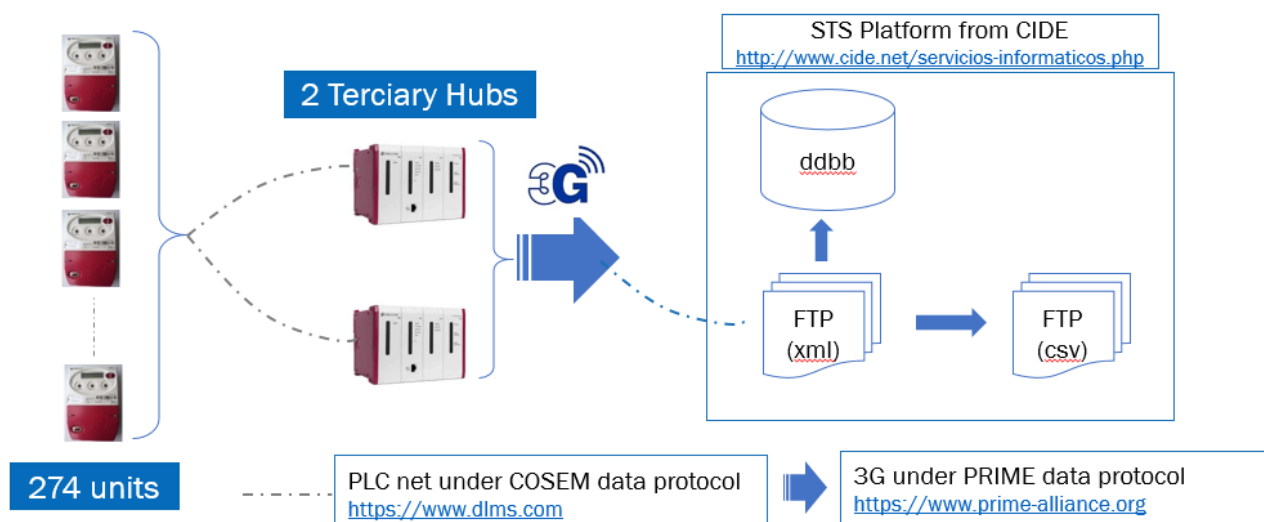 STS Platform from CIDE
http://www.cide.net/servicios-informaticos.php
2 Terciary Hubs
3G
ddbb
FTP
(xml)
FTP
(csv)
274 units
PLC net under COSEM data protocol
https://www.dlms.com
3G under PRIME data protocol
https://www.prime-alliance.org